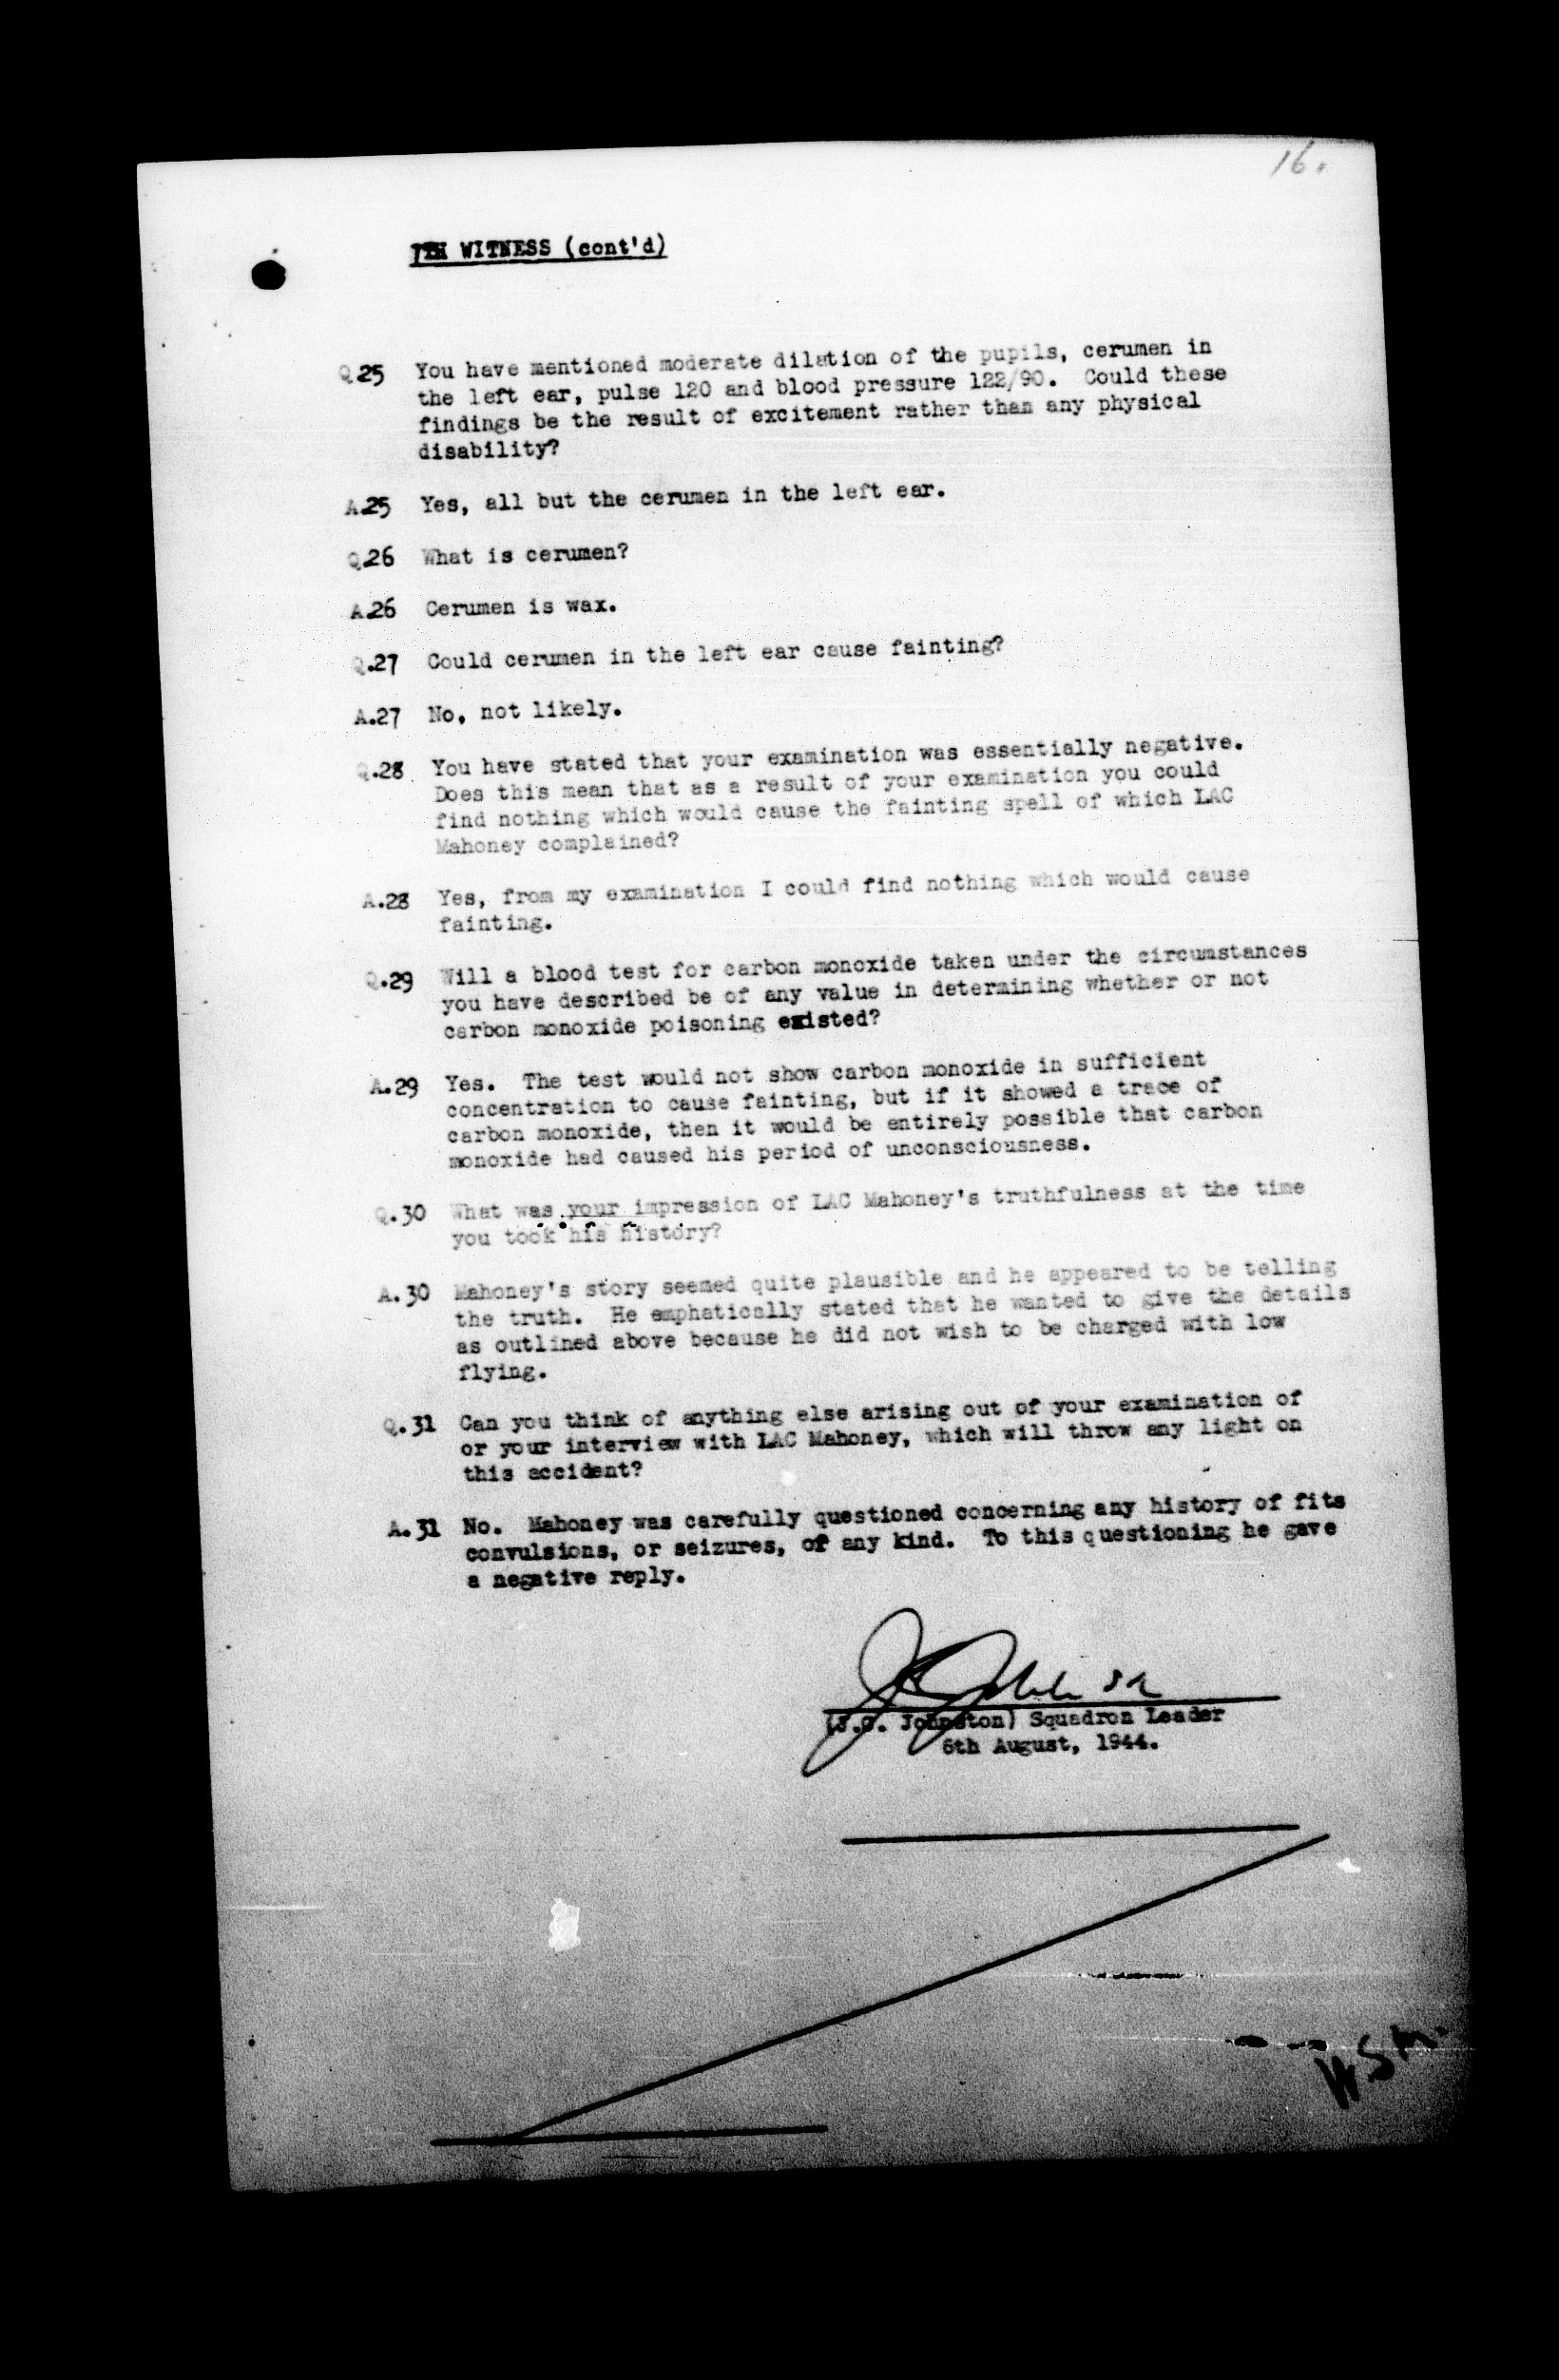 16.
7TH WITNESS (cont'd)
Q.25 You have mentioned moderate dilation of the pupils, cerumen in
the left ear, pulse 120 and blood pressure 122/90. Could these
findings be the result of excitement rather than any physical
disability?
A.25 Yes, all but the cerumen in the left ear.
Q.26 What is cerumen?
A.26 Cerumen is wax.
Q.27 Could cerumen in the left ear cause fainting?
A.27 No, not likely.
Q.28 You have stated that your examination was essentially negative.
Does this mean that as a result of your examination you could
find nothing which would cause the fainting spell of which LAC
Mahoney complained?
A.28 Yes, from my examination I could find nothing which would cause
fainting.
Q.29 Will a blood test for carbon monoxide taken under the circumstances
you have described be of any value in determining whether or not
carbon monoxide poisoning existed?
A.29 Yes. The test would not show carbon monoxide in sufficient
concentration to cause fainting, but if it showed a trace of
carbon monoxide, then it would be entirely possible that carbon
monoxide had caused his period of unconsciousness.
Q.30 What was your impression of LAC Mahoney's truthfulness at the time
you took his history?
A.30 Mahoney's story seemed quite plausible and he appeared to be telling
the truth. He emphatically stated that he wanted to give the details
as outlined above because he did not wish to be charged with low
flying.
Q.31 Can you think of anything else arising out of your examination of
or your interview with LAC Mahoney, which will throw any light on
this accident?
A.31 No. Mahoney was carefully questioned concerning any history of fits
convulsions, or seizures, of any kind. To this questioning he gave
a negative reply.
Johnston) Squadron Leader
August, 1944.
W.S.M.